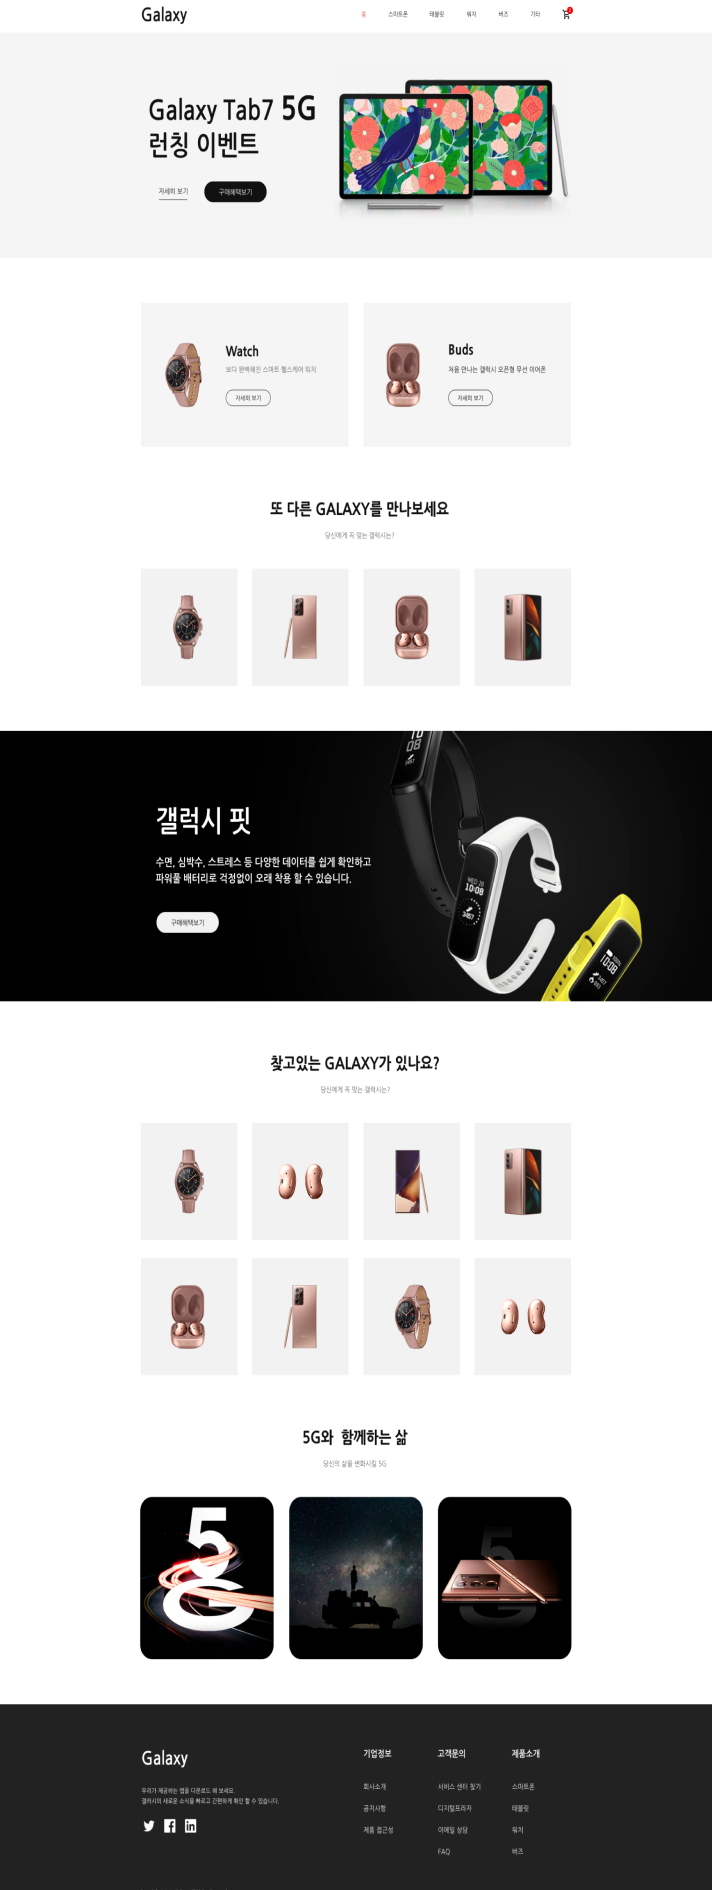 Galaxy
홈 스마트폰 태블릿 워치 버즈 기타
Galaxy Tab7 5G
런칭 이벤트
자세히 보기 구매혜택보기
Watch
보다 완벽해진 스마트 헬스케어 워치
자세히 보기
Buds
처음 만나는 갤럭시 오픈형 무선 이어폰
자세히 보기
또 다른 GALAXY를 만나보세요
당신에게 꼭 맞는 갤럭시는?
갤럭시 핏
수면, 심박수, 스트레스 등 다양한 데이터를 쉽게 확인하고
파워풀 배터리로 걱정없이 오래 착용 할 수 있습니다.
구매혜택보기
08
3457
WED 20
10:08
3457
100%
10:08
3457
찾고있는 GALAXY가 있나요?
당신에게 꼭 맞는 갤럭시는?
5G와 함께하는 삶
당신의 삶을 변화시킬 5G
5G
5G
Galaxy
우리가 제공하는 앱을 다운로드 해 보세요.
갤러시의 새로운 소식을 빠르고 간편하게 확인 할 수 있습니다.
기업정보
회사소개
공지사항
제품 접근성
고객문의
서비스 센터 찾기
디지털프라자
이메일 상담
FAQ
제품소개
스마트폰
태블릿
워치
버즈